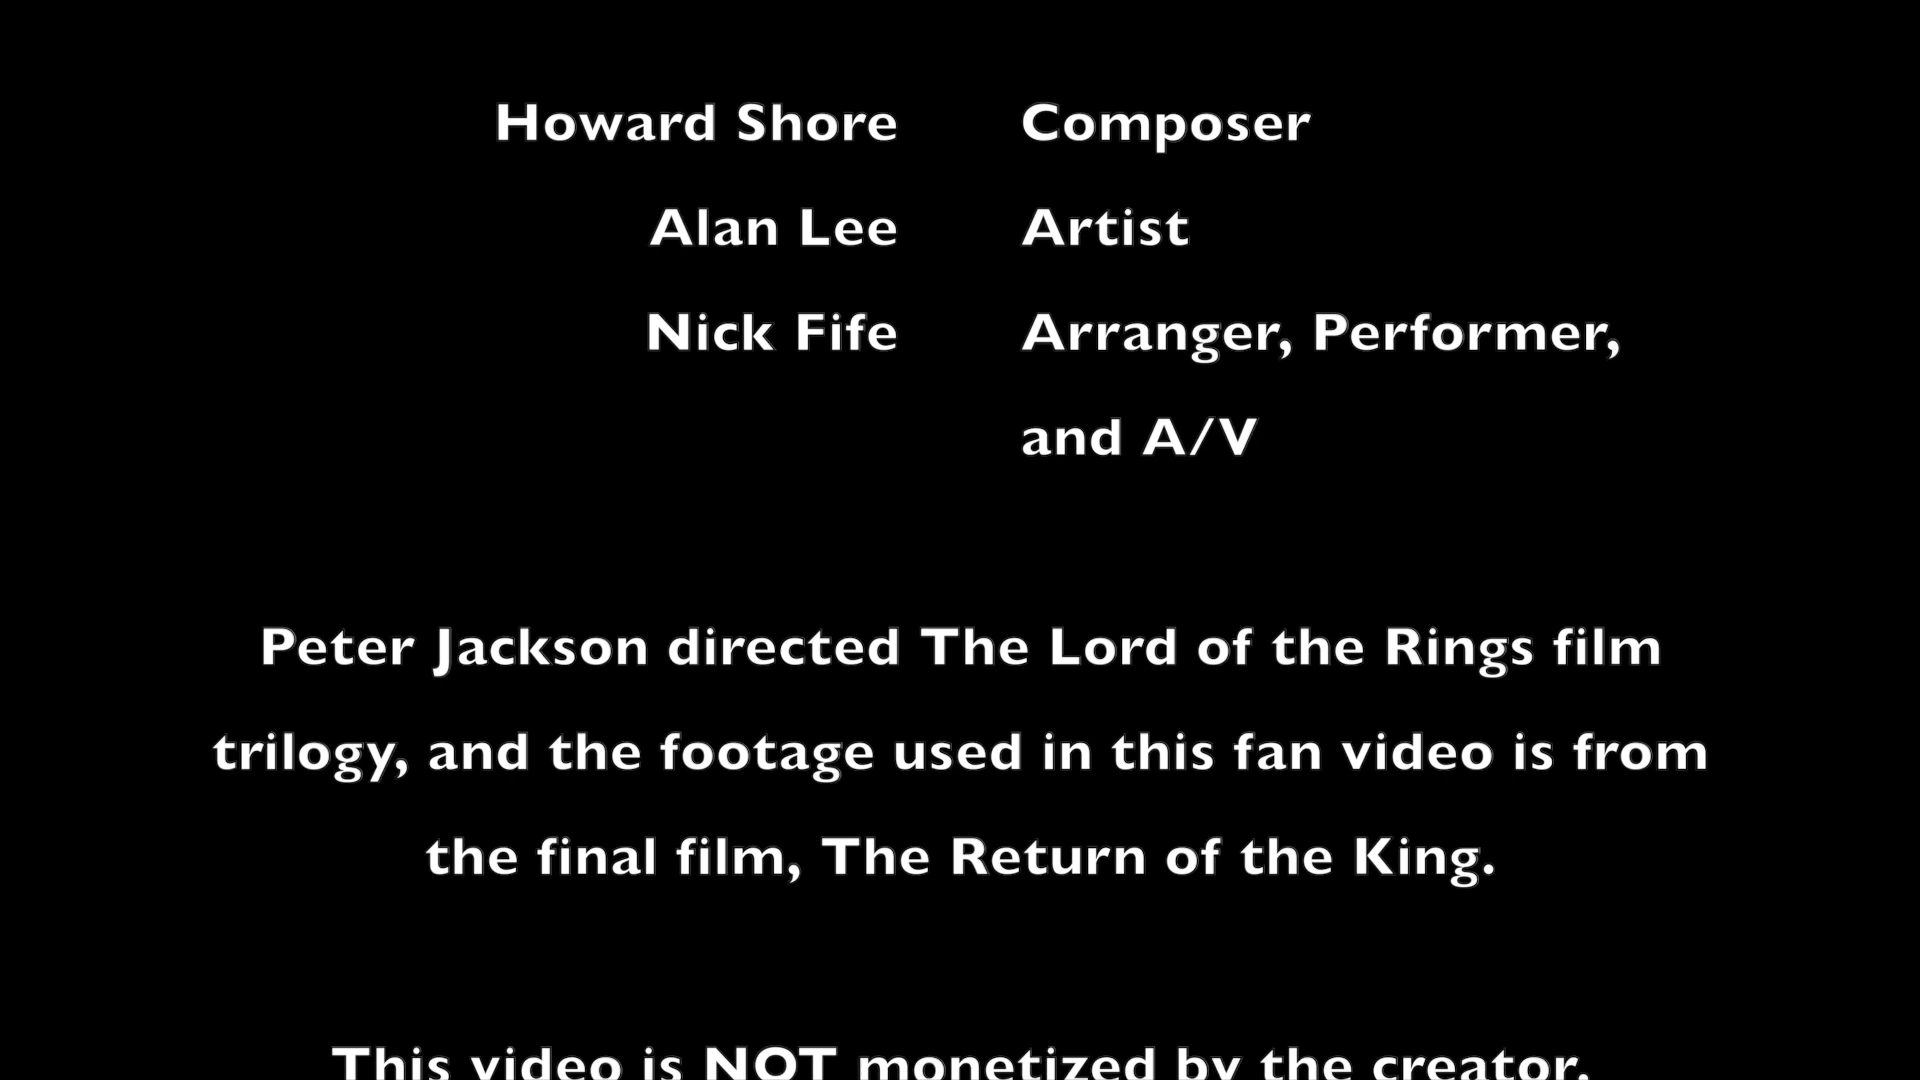 Howard Shore Composer
Alan Lee Artist
Nick Fife Arranger, Performer,
and A/V
Peter Jackson directed The Lord of the Rings film
trilogy, and the footage used in this fan video is from
the final film, The Return of the King.
This video is NOT monetized by the creator.